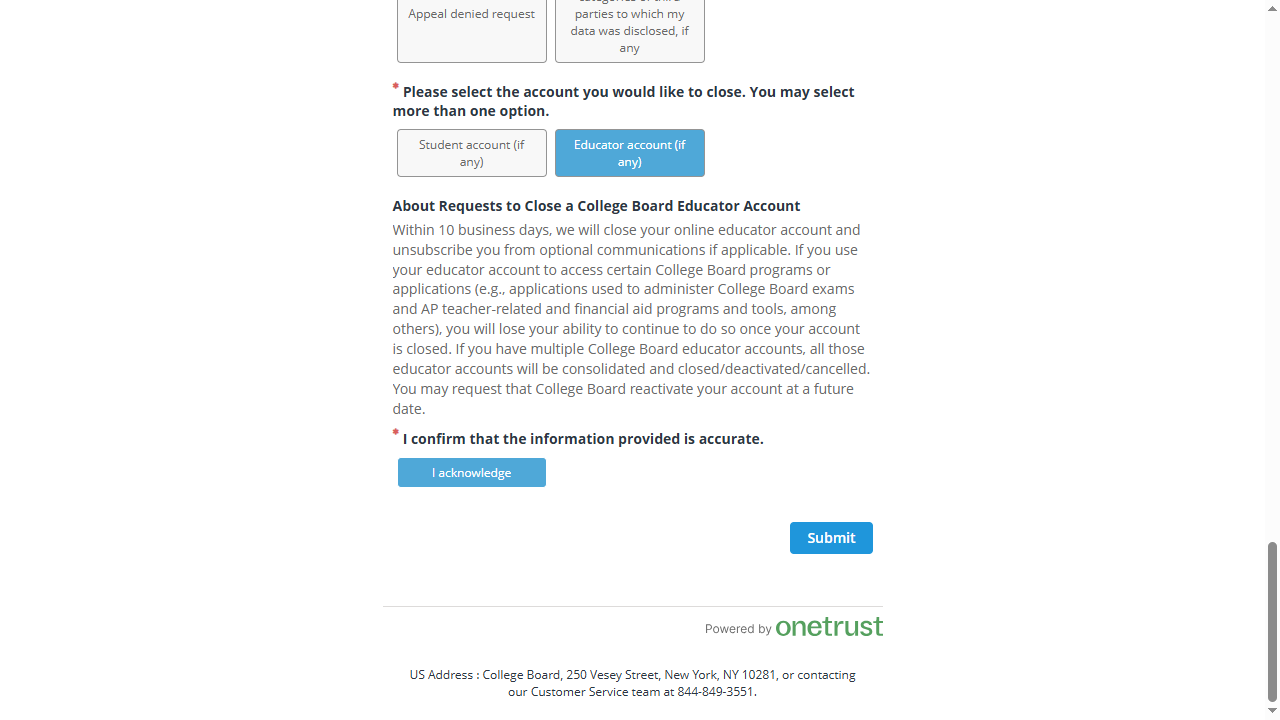 categories of third
Appeal denied request
parties to which my
data was disclosed, if
any
* Please select the account you would like to close. You may select
more than one option.
Student account (if
any)
Educator account (if
any)
About Requests to Close a College Board Educator Account
Within 10 business days, we will close your online educator account and
unsubscribe you from optional communications if applicable. If you use
your educator account to access certain College Board programs or
applications (e.g., applications used to administer College Board exams
and AP teacher-related and financial aid programs and tools, among
others), you will lose your ability to continue to do so once your account
is closed. If you have multiple College Board educator accounts, all those
educator accounts will be consolidated and closed/deactivated/cancelled.
You may request that College Board reactivate your account at a future
date.
* I confirm that the information provided is accurate.
I acknowledge
Submit
Powered by onetrust
US Address : College Board, 250 Vesey Street, New York, NY 10281, or contacting
our Customer Service team at 844-849-3551.